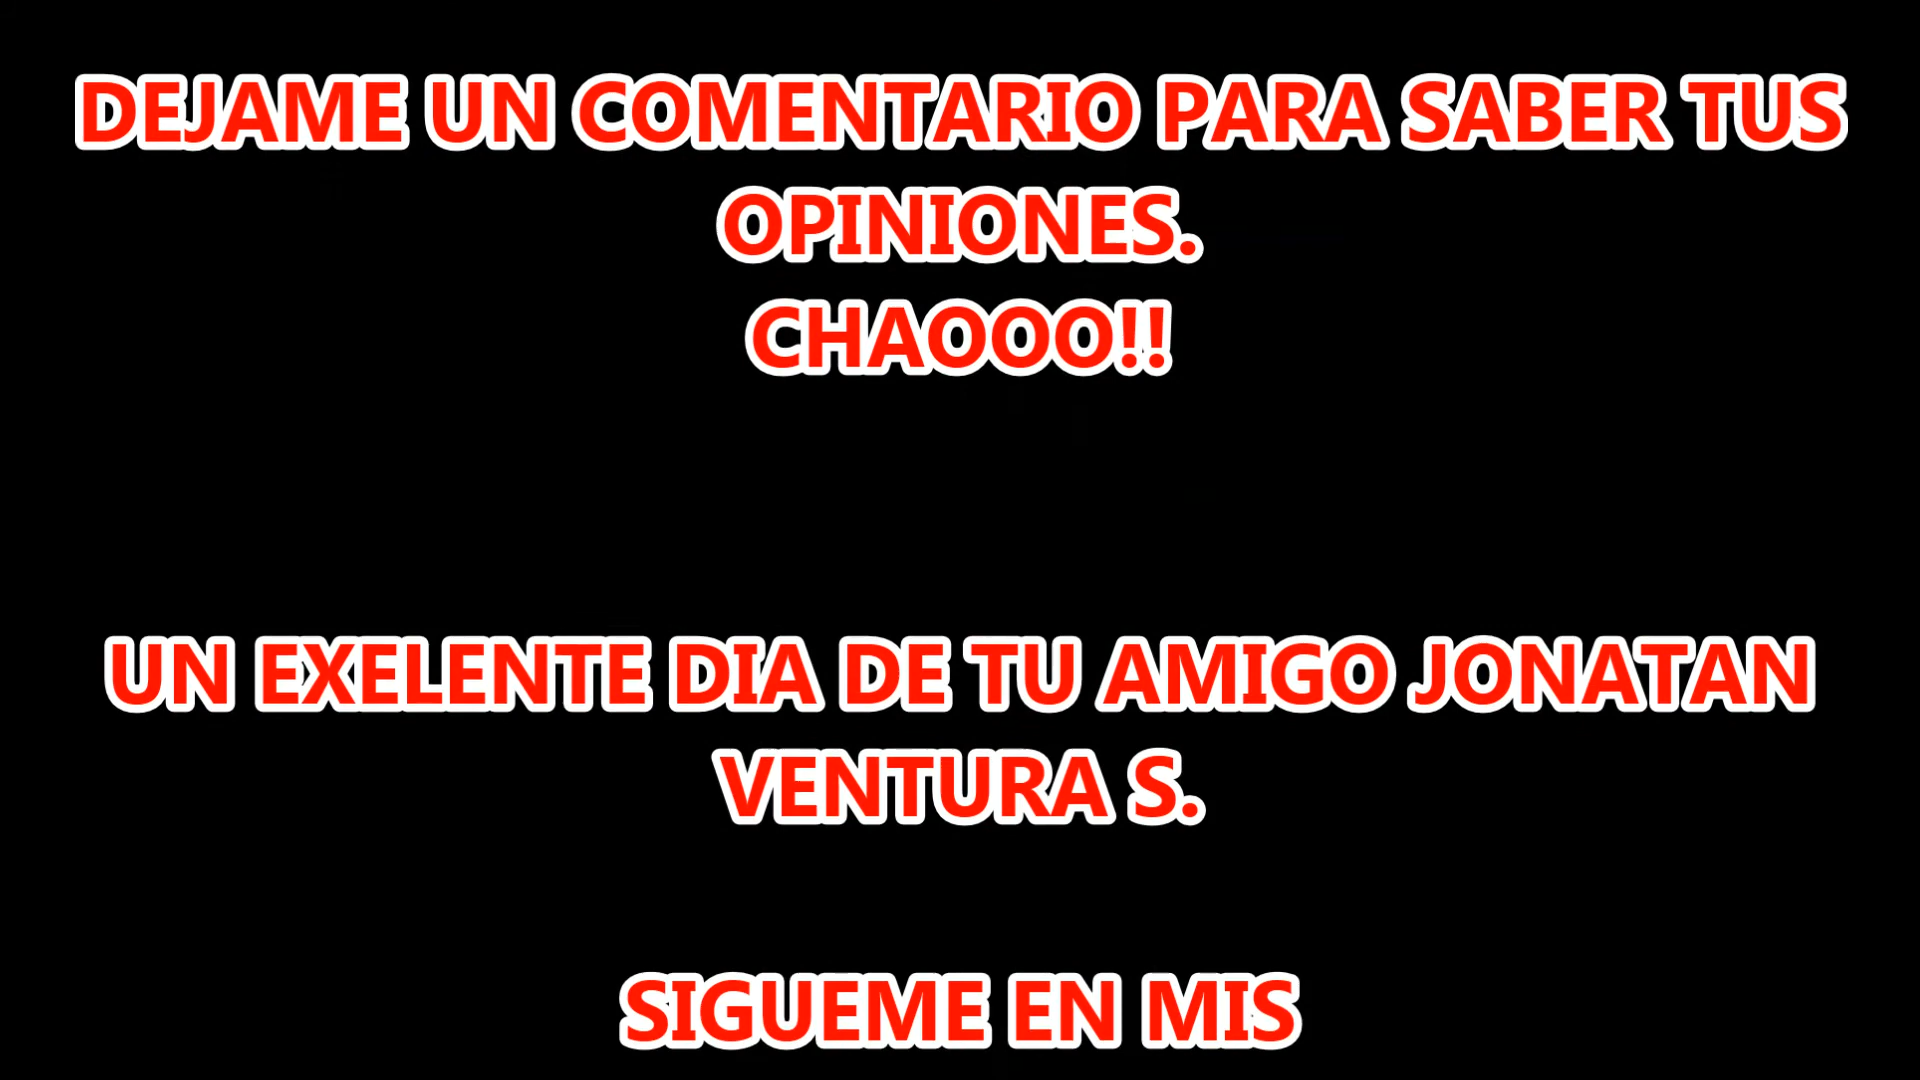 DEJAME UN COMENTARIO PARA SABER TUS
OPINIONES.
CHAOOO!!
UN EXELENTE DIA DE TU AMIGO JONATAN
VENTURA S.
SIGUEME EN MIS